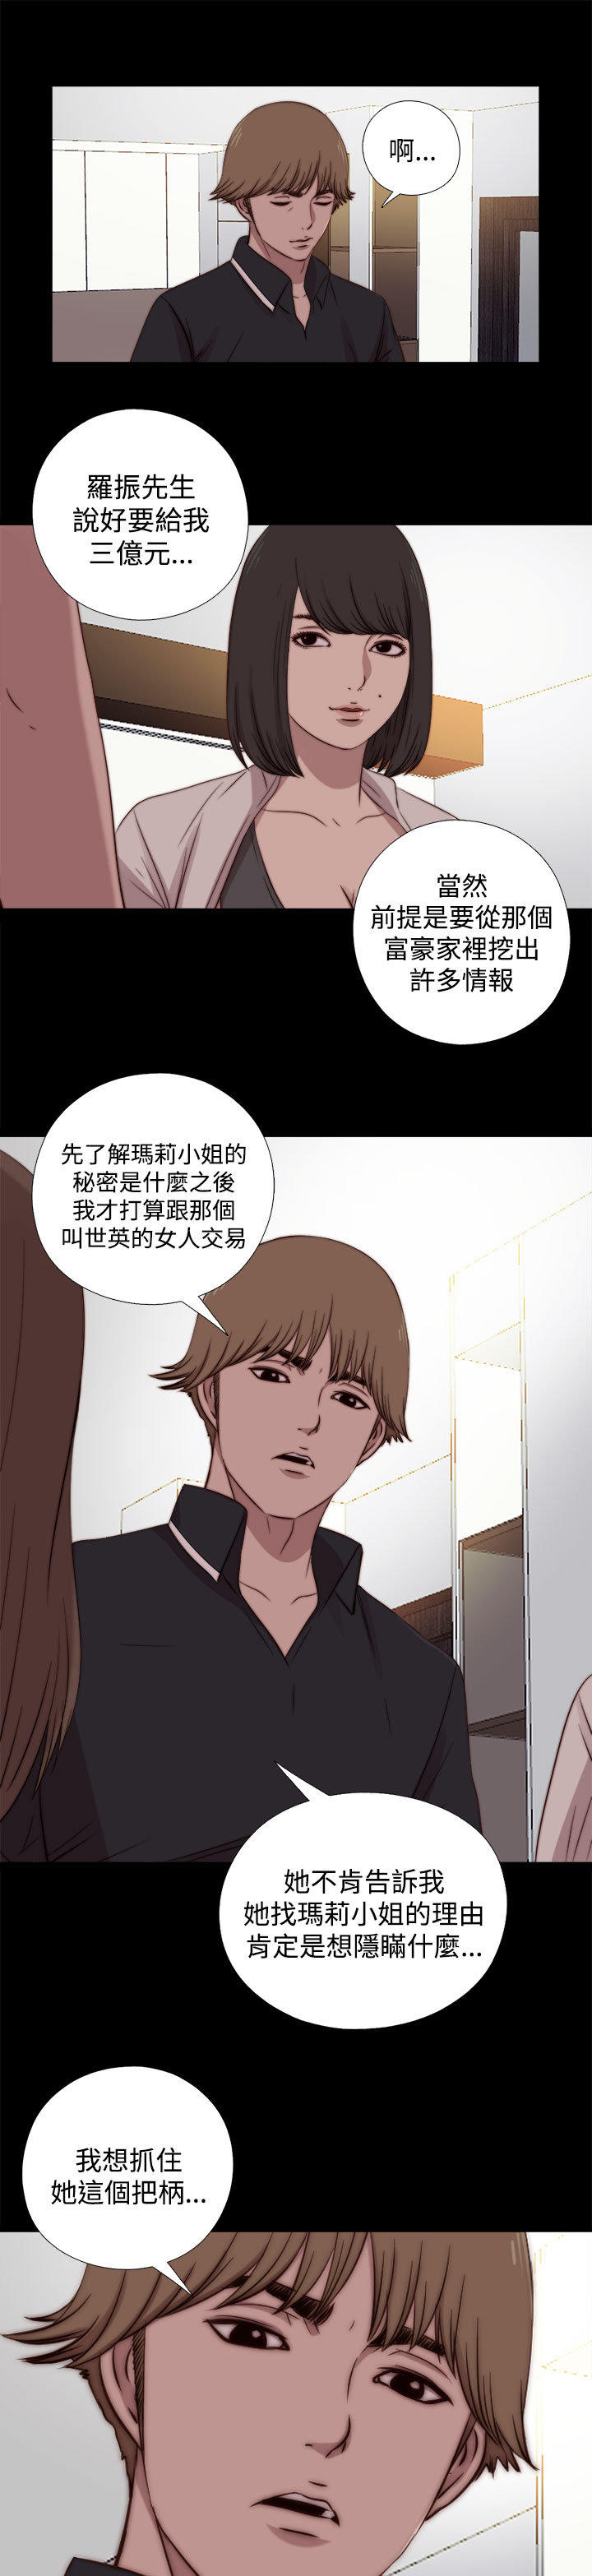 啊...
羅振先生
說好要給我
三億元...
當然
前提是要從那個
富豪家裡挖出
許多情報
先了解瑪莉小姐的
秘密是什麼之後
我才打算跟那個
叫世英的女人交易
她不肯告訴我
她找瑪莉小姐的理由
肯定是想隱瞞什麼...
我想抓住
她這個把柄...